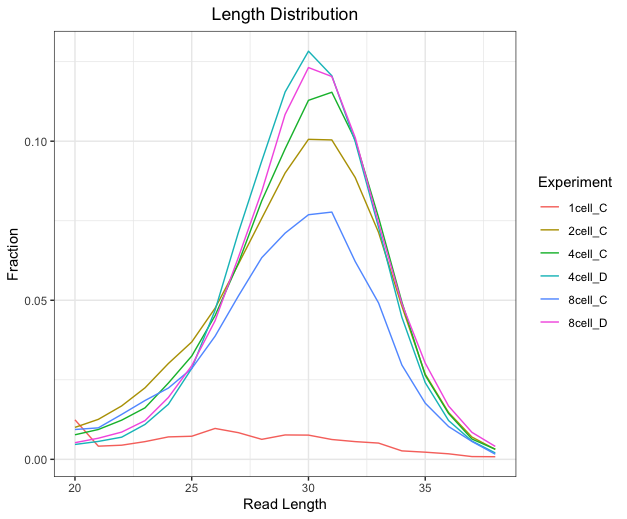 Length Distribution
Fraction
0.10
0.05
0.00
20 25 30 35
Read Length
Experiment
1cell_C
2cell_C
4cell_C
4cell_D
8cell_C
8cell_D